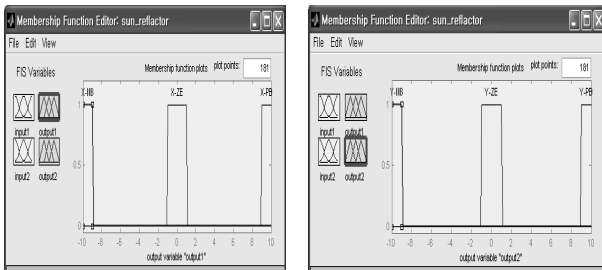 Membership Function Editor: sun_reflactor
File Edit View
FIS Variables
Membership function plots plot points: 181
X-NB X-ZE X-PB
1
0.5
0
input1 output1
input2 output2
-10 -8 -6 -4 -2 0 2 4 6 8 10
output variable "output1"
Membership Function Editor: sun_reflactor
File Edit View
FIS Variables
Membership function plots plot points: 181
Y-NB Y-ZE Y-PB
1
0.5
0
input1 output1
input2 output2
-10 -8 -6 -4 -2 0 2 4 6 8 10
output variable "output2"